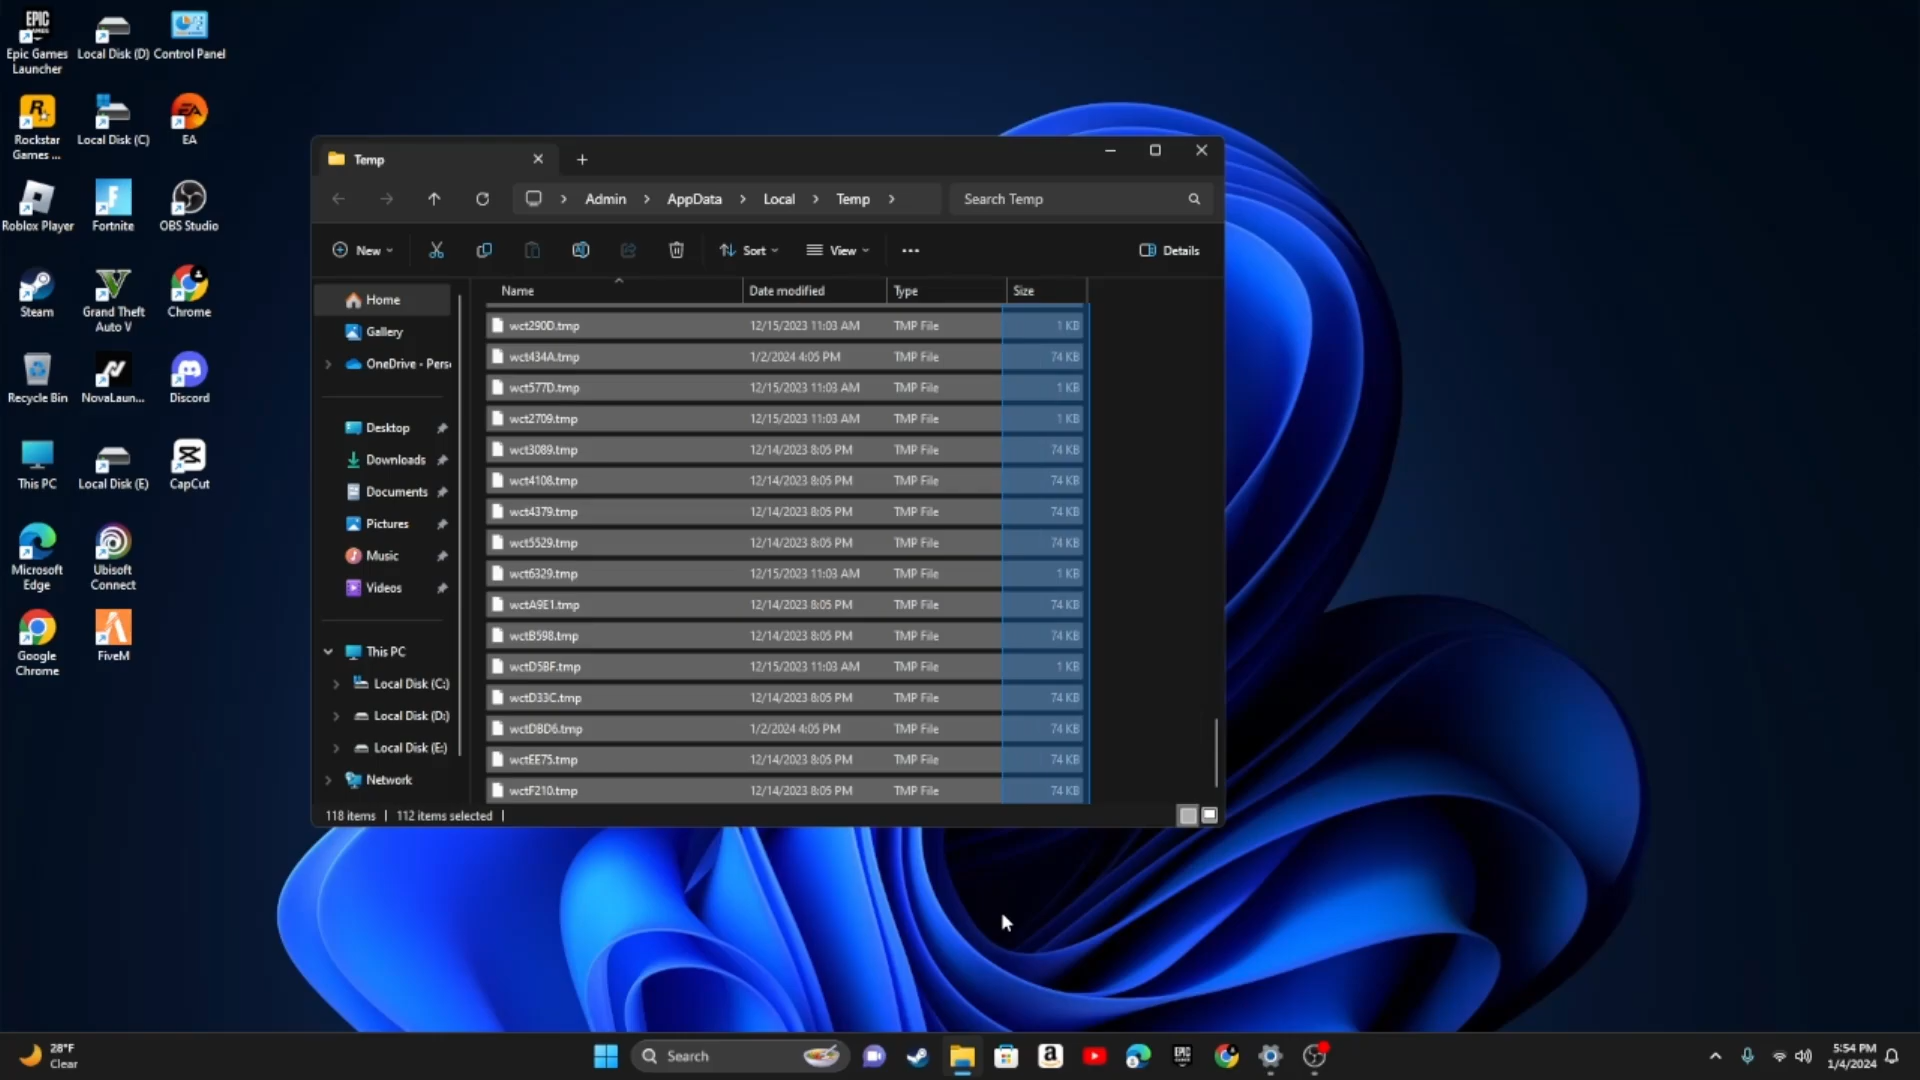 Epic Games
Launcher
Local Disk (D)
Control Panel
Rockstar
Games ...
Local Disk (C)
EA
Roblox Player
Fortnite
OBS Studio
Steam
Grand Theft
Auto V
Chrome
Recycle Bin
NovaLaun...
Discord
This PC
Local Disk (E)
CapCut
Microsoft
Edge
Ubisoft
Connect
Google
Chrome
FiveM
Temp
Admin > AppData > Local > Temp >
Search Temp
New
Sort
View
Details
Home
Gallery
OneDrive - Pers
Desktop
Downloads
Documents
Pictures
Music
Videos
This PC
Local Disk (C:)
Local Disk (D:)
Local Disk (E:)
Network
Name Date modified Type Size
wct290D.tmp 12/15/2023 11:03 AM TMP File 1 KB
wct434A.tmp 1/2/2024 4:05 PM TMP File 74 KB
wct577D.tmp 12/15/2023 11:03 AM TMP File 1 KB
wct2709.tmp 12/15/2023 11:03 AM TMP File 1 KB
wct3089.tmp 12/14/2023 8:05 PM TMP File 74 KB
wct4108.tmp 12/14/2023 8:05 PM TMP File 74 KB
wct4379.tmp 12/14/2023 8:05 PM TMP File 74 KB
wct5529.tmp 12/14/2023 8:05 PM TMP File 74 KB
wct6329.tmp 12/15/2023 11:03 AM TMP File 1 KB
wctA9E1.tmp 12/14/2023 8:05 PM TMP File 74 KB
wctB598.tmp 12/14/2023 8:05 PM TMP File 74 KB
wctD5BF.tmp 12/15/2023 11:03 AM TMP File 1 KB
wctD33C.tmp 12/14/2023 8:05 PM TMP File 74 KB
wctDBD6.tmp 1/2/2024 4:05 PM TMP File 74 KB
wctEE75.tmp 12/14/2023 8:05 PM TMP File 74 KB
wctF210.tmp 12/14/2023 8:05 PM TMP File 74 KB
118 items | 112 items selected |
28°F
Clear
Search
5:54 PM
1/4/2024